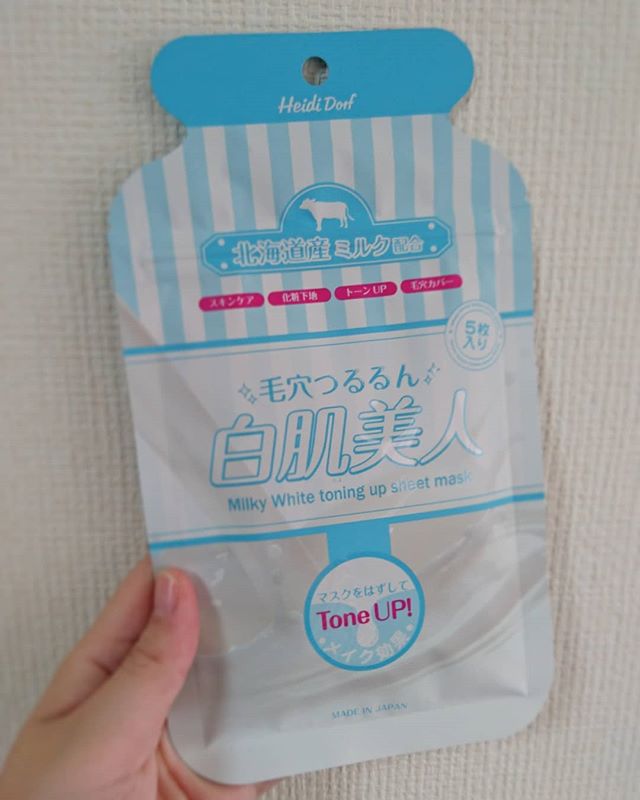 Heidi Dorf
北海道産ミルク配合
スキンケア 化粧下地 トーンUP 毛穴カバー
5枚
入り
毛穴つるるん
白肌美人
Milky White toning up sheet mask
マスクをはずして
Tone UP!
メイク効果
MADE IN JAPAN